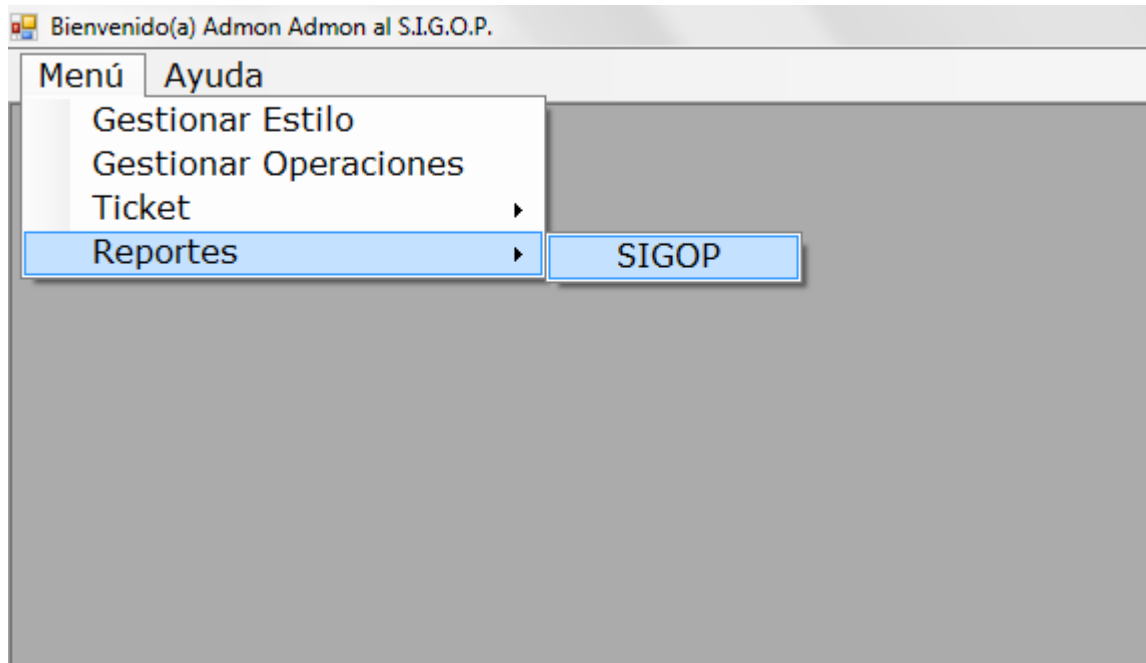 Bienvenido(a) Admon Admon al S.I.G.O.P.
Menú Ayuda
Gestionar Estilo
Gestionar Operaciones
Ticket
Reportes SIGOP